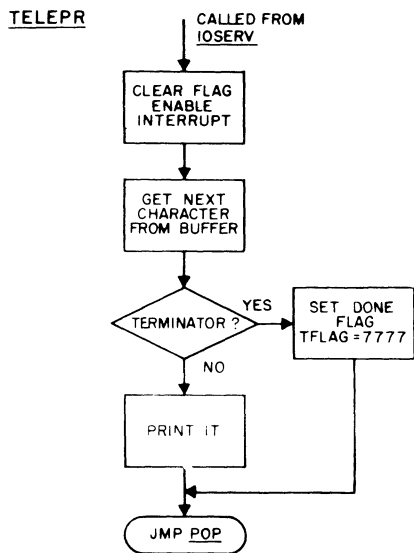 TELEPR
CALLED FROM
IOSERV
CLEAR FLAG
ENABLE
INTERRUPT
GET NEXT
CHARACTER
FROM BUFFER
TERMINATOR ?
YES
SET DONE
FLAG
TFLAG = 7777
NO
PRINT IT
JMP POP